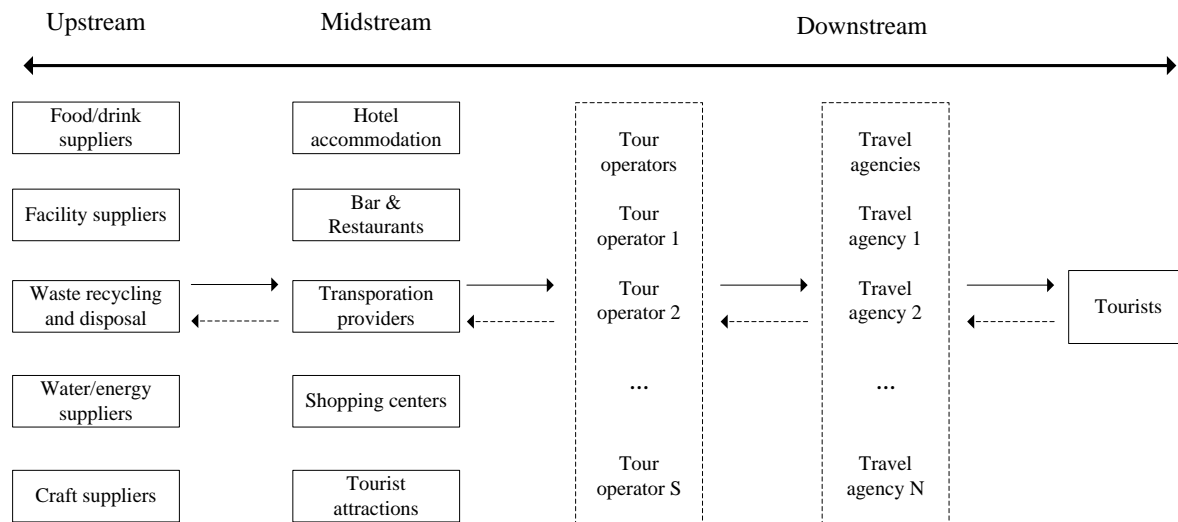 Upstream
Midstream
Downstream
Food/drink
suppliers
Facility suppliers
Waste recycling
and disposal
Water/energy
suppliers
Craft suppliers
Hotel
accommodation
Bar &
Restaurants
Transporation
providers
Shopping centers
Tourist
attractions
Tour
operators
Tour
operator 1
Tour
operator 2
...
Tour
operator S
Travel
agencies
Travel
agency 1
Travel
agency 2
...
Travel
agency N
Tourists